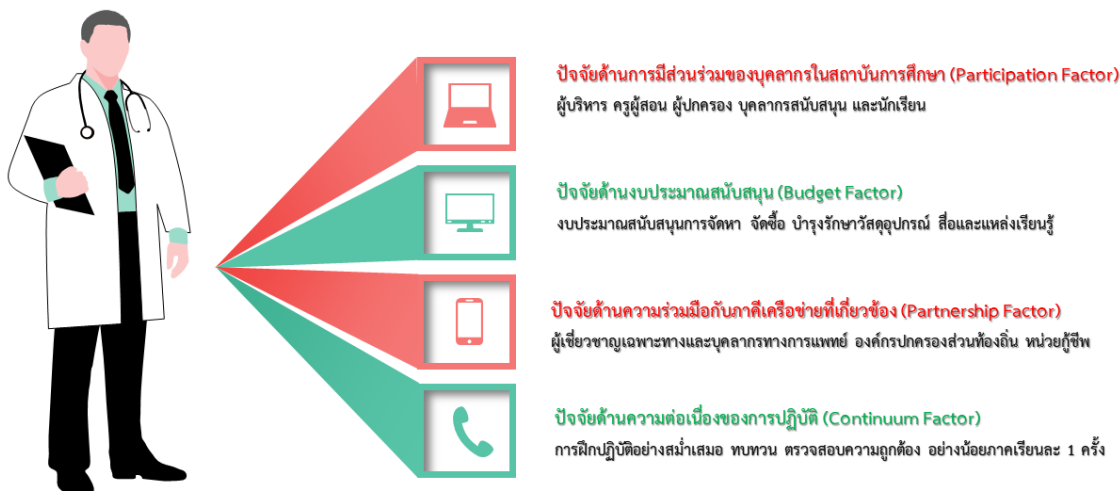 ปัจจัยด้านการมีส่วนร่วมของบุคลากรในสถาบันการศึกษา (Participation Factor)
ผู้บริหาร ครูผู้สอน ผู้ปกครอง บุคลากรสนับสนุน และนักเรียน
ปัจจัยด้านงบประมาณสนับสนุน (Budget Factor)
งบประมาณสนับสนุนการจัดหา จัดซื้อ บำรุงรักษาวัสดุอุปกรณ์ สื่อและแหล่งเรียนรู้
ปัจจัยด้านความร่วมมือกับภาคีเครือข่ายที่เกี่ยวข้อง (Partnership Factor)
ผู้เชี่ยวชาญเฉพาะทางและบุคลากรทางการแพทย์ องค์กรปกครองส่วนท้องถิ่น หน่วยกู้ชีพ
ปัจจัยด้านความต่อเนื่องของการปฏิบัติ (Continuum Factor)
การฝึกปฏิบัติอย่างสม่ำเสมอ ทบทวน ตรวจสอบความถูกต้อง อย่างน้อยภาคเรียนละ 1 ครั้ง